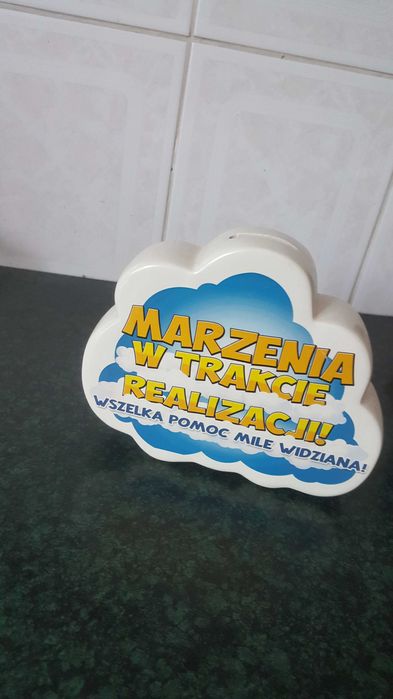 MARZENIA
W TRAKCIE
REALIZACJI!
WSZELKA POMOC MILE WIDZIANA!